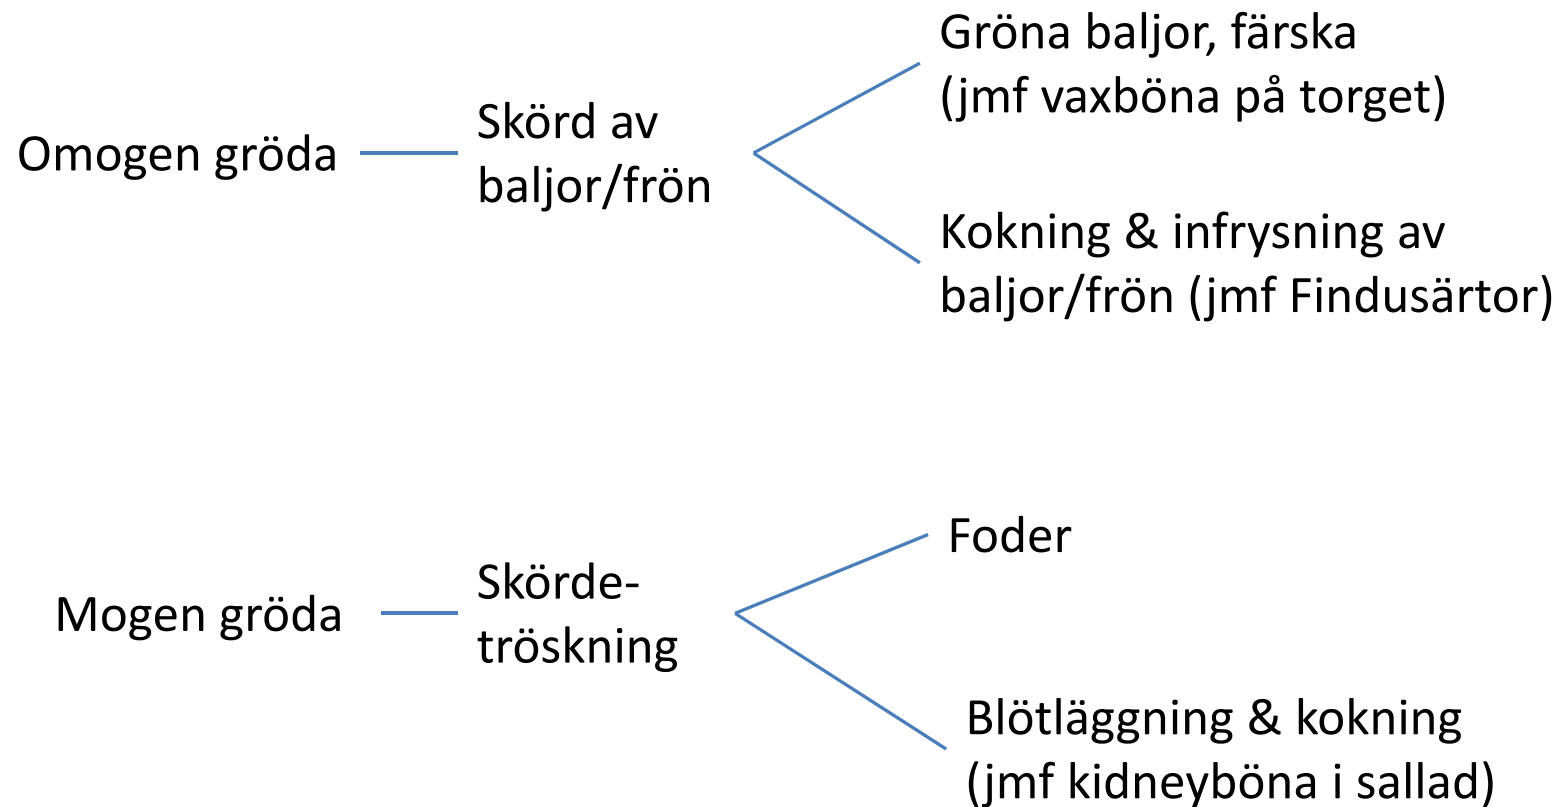 Omogen gröda
Skörd av
baljor/frön
Gröna baljor, färska
(jmf vaxböna på torget)
Kokning & infrysning av
baljor/frön (jmf Findusärtor)
Mogen gröda
Skörde-
tröskning
Foder
Blötläggning & kokning
(jmf kidneyböna i sallad)